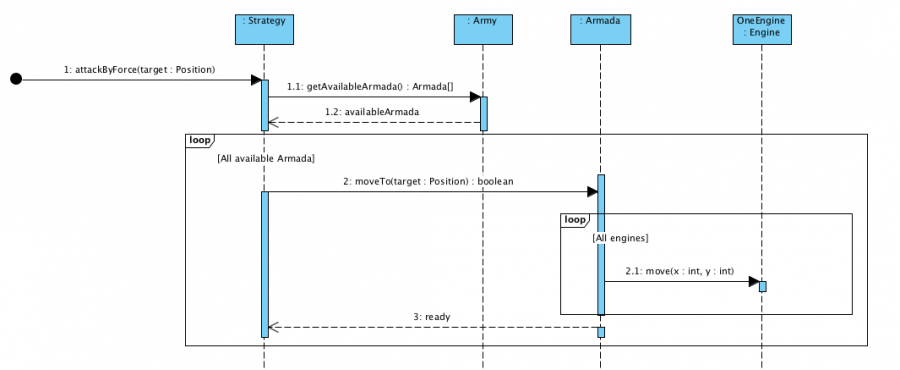 : Strategy
: Army
: Armada
OneEngine
: Engine
1: attackByForce(target : Position)
1.1: getAvailableArmada() : Armada[]
1.2: availableArmada
loop
[All available Armada]
2: moveTo(target : Position) : boolean
loop
[All engines]
2.1: move(x : int, y : int)
3: ready